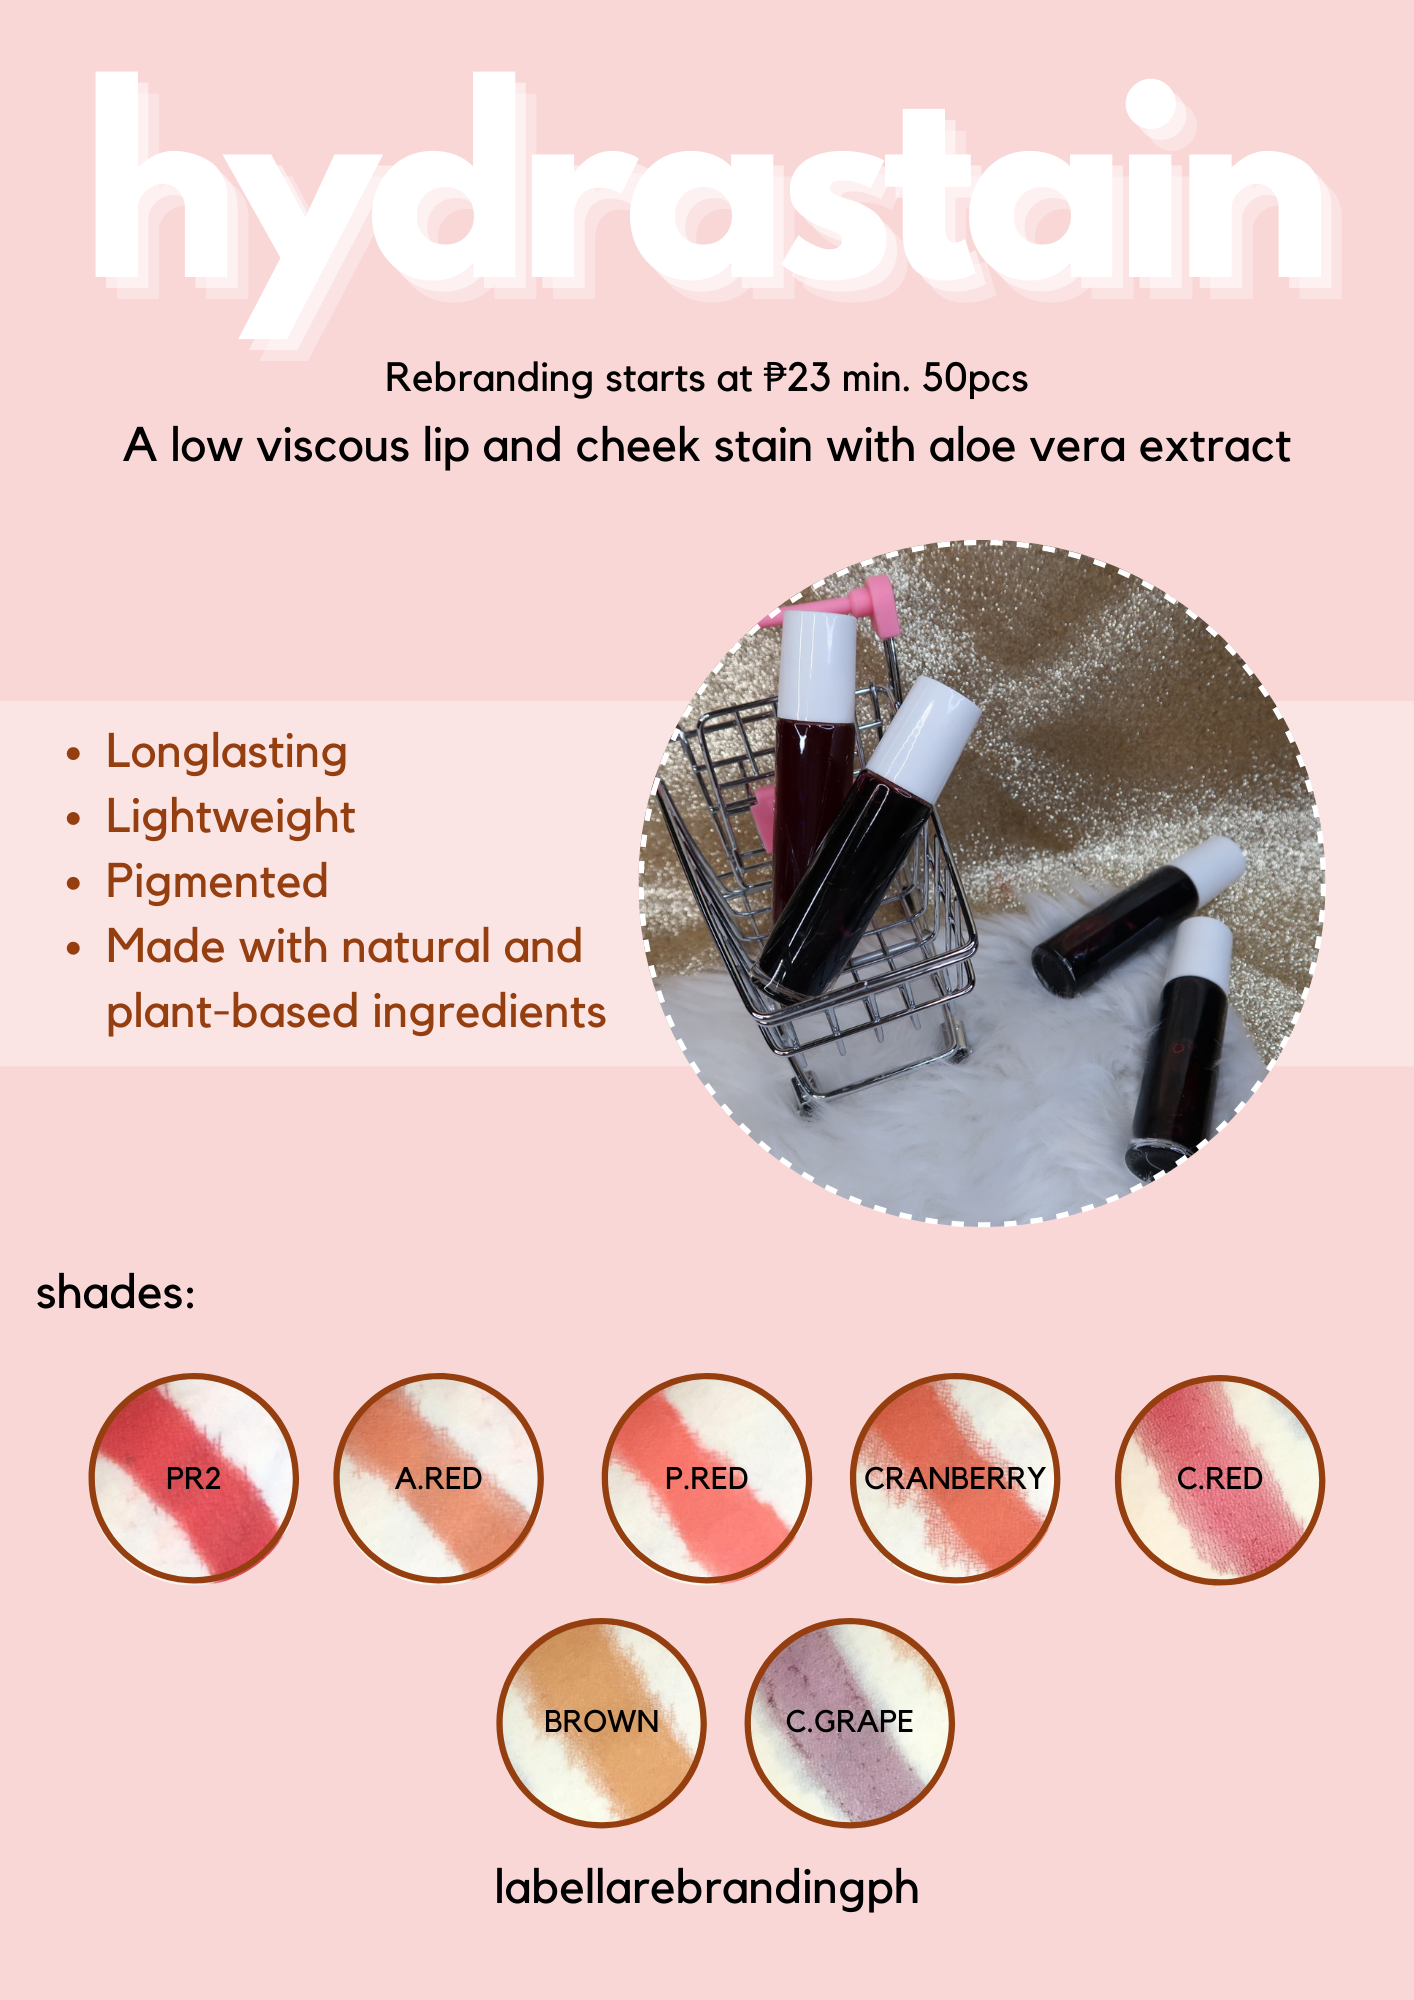 hydrastain
Rebranding starts at ₱23 min. 50pcs
A low viscous lip and cheek stain with aloe vera extract
• Longlasting
• Lightweight
• Pigmented
• Made with natural and
plant-based ingredients
shades:
PR2
A.RED
P.RED
CRANBERRY
C.RED
BROWN
C.GRAPE
labellarebrandingph